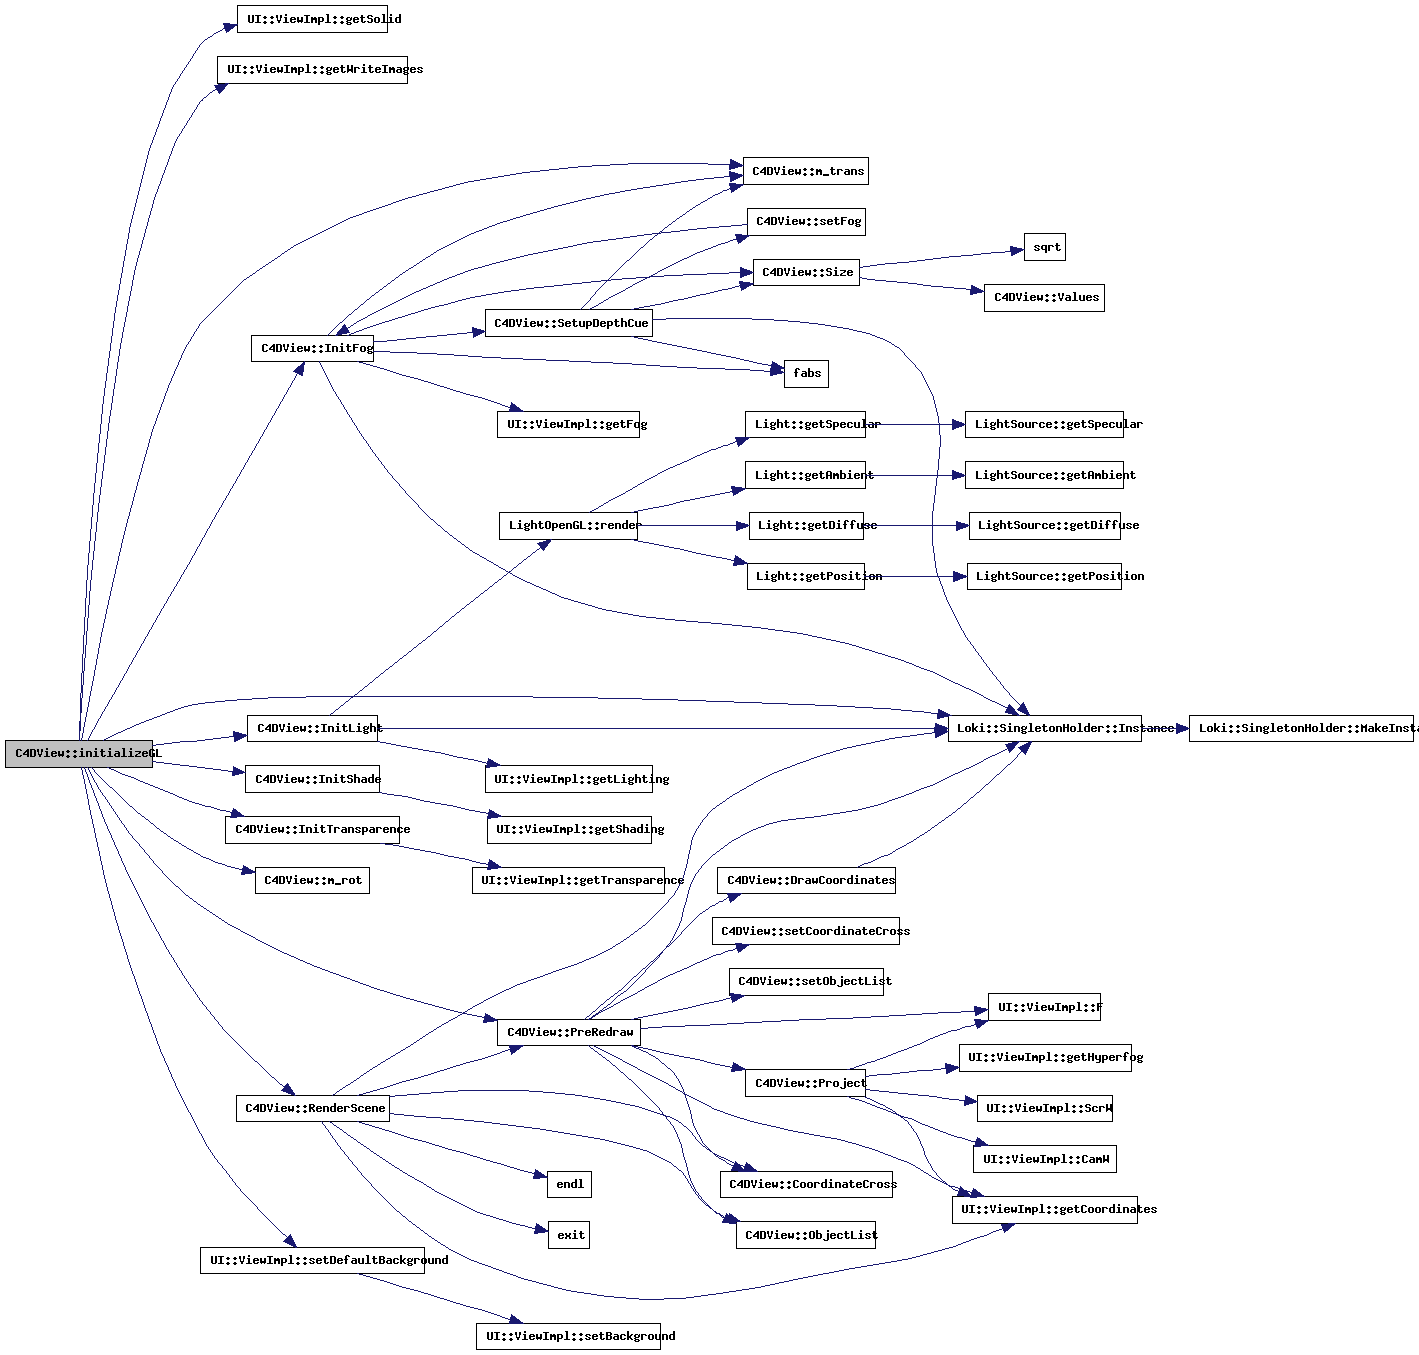 UI::ViewImpl::getSolid
UI::ViewImpl::getWriteImages
C4DView::m_trans
C4DView::setFog
sqrt
C4DView::Size
C4DView::Values
C4DView::SetupDepthCue
C4DView::InitFog
fabs
UI::ViewImpl::getFog
Light::getSpecular
LightSource::getSpecular
Light::getAmbient
LightSource::getAmbient
LightOpenGL::render
Light::getDiffuse
LightSource::getDiffuse
Light::getPosition
LightSource::getPosition
C4DView::InitLight
Loki::SingletonHolder::Instance
Loki::SingletonHolder::MakeInsta
C4DView::initializeGL
C4DView::InitShade
UI::ViewImpl::getLighting
C4DView::InitTransparence
UI::ViewImpl::getShading
C4DView::m_rot
UI::ViewImpl::getTransparence
C4DView::DrawCoordinates
C4DView::setCoordinateCross
C4DView::setObjectList
UI::ViewImpl::F
C4DView::PreRedraw
UI::ViewImpl::getHyperfog
C4DView::Project
C4DView::RenderScene
UI::ViewImpl::ScrW
UI::ViewImpl::CamW
endl
C4DView::CoordinateCross
UI::ViewImpl::getCoordinates
exit
C4DView::ObjectList
UI::ViewImpl::setDefaultBackground
UI::ViewImpl::setBackground